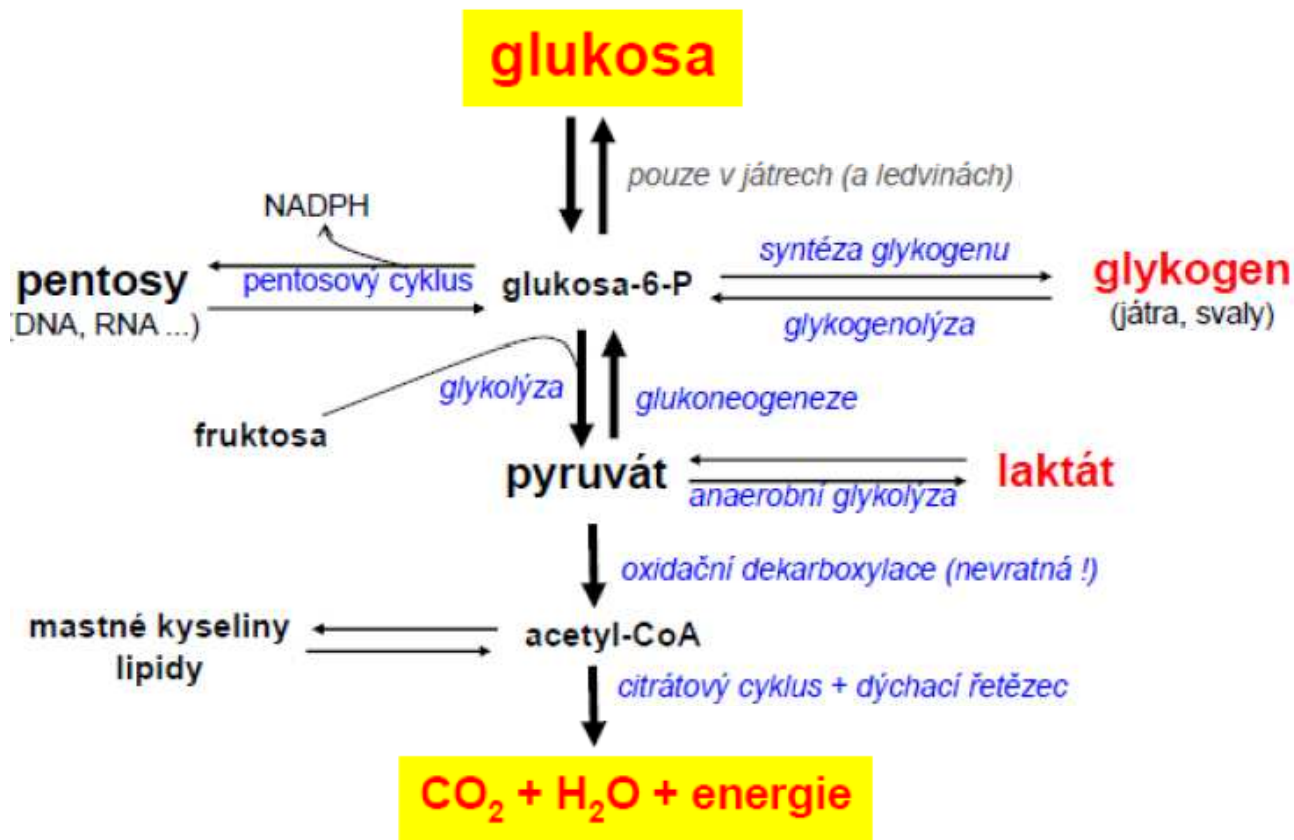 glukosa
pouze v játrech (a ledvinách)
NADPH
pentosy
(DNA, RNA ...)
pentosový cyklus
glukosa-6-P
syntéza glykogenu
glykogenolýza
glykogen
(játra, svaly)
glykolýza
glukoneogeneze
fruktosa
pyruvát
anaerobní glykolýza
laktát
oxidační dekarboxylace (nevratná !)
mastné kyseliny
lipidy
acetyl-CoA
citrátový cyklus + dýchací řetězec
CO₂ + H₂O + energie